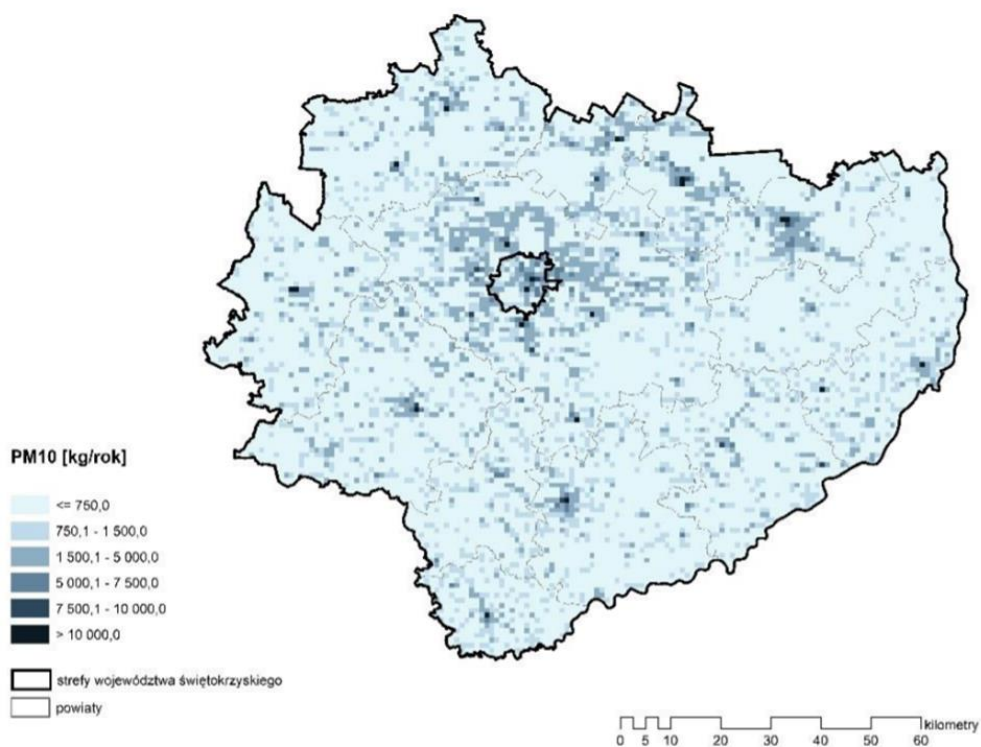 PM10 [kg/rok]
<= 750,0
750,1 - 1 500,0
1 500,1 - 5 000,0
5 000,1 - 7 500,0
7 500,1 - 10 000,0
> 10 000,0
strefy województwa świętokrzyskiego
powiaty
kilometry
0 5 10 20 30 40 50 60